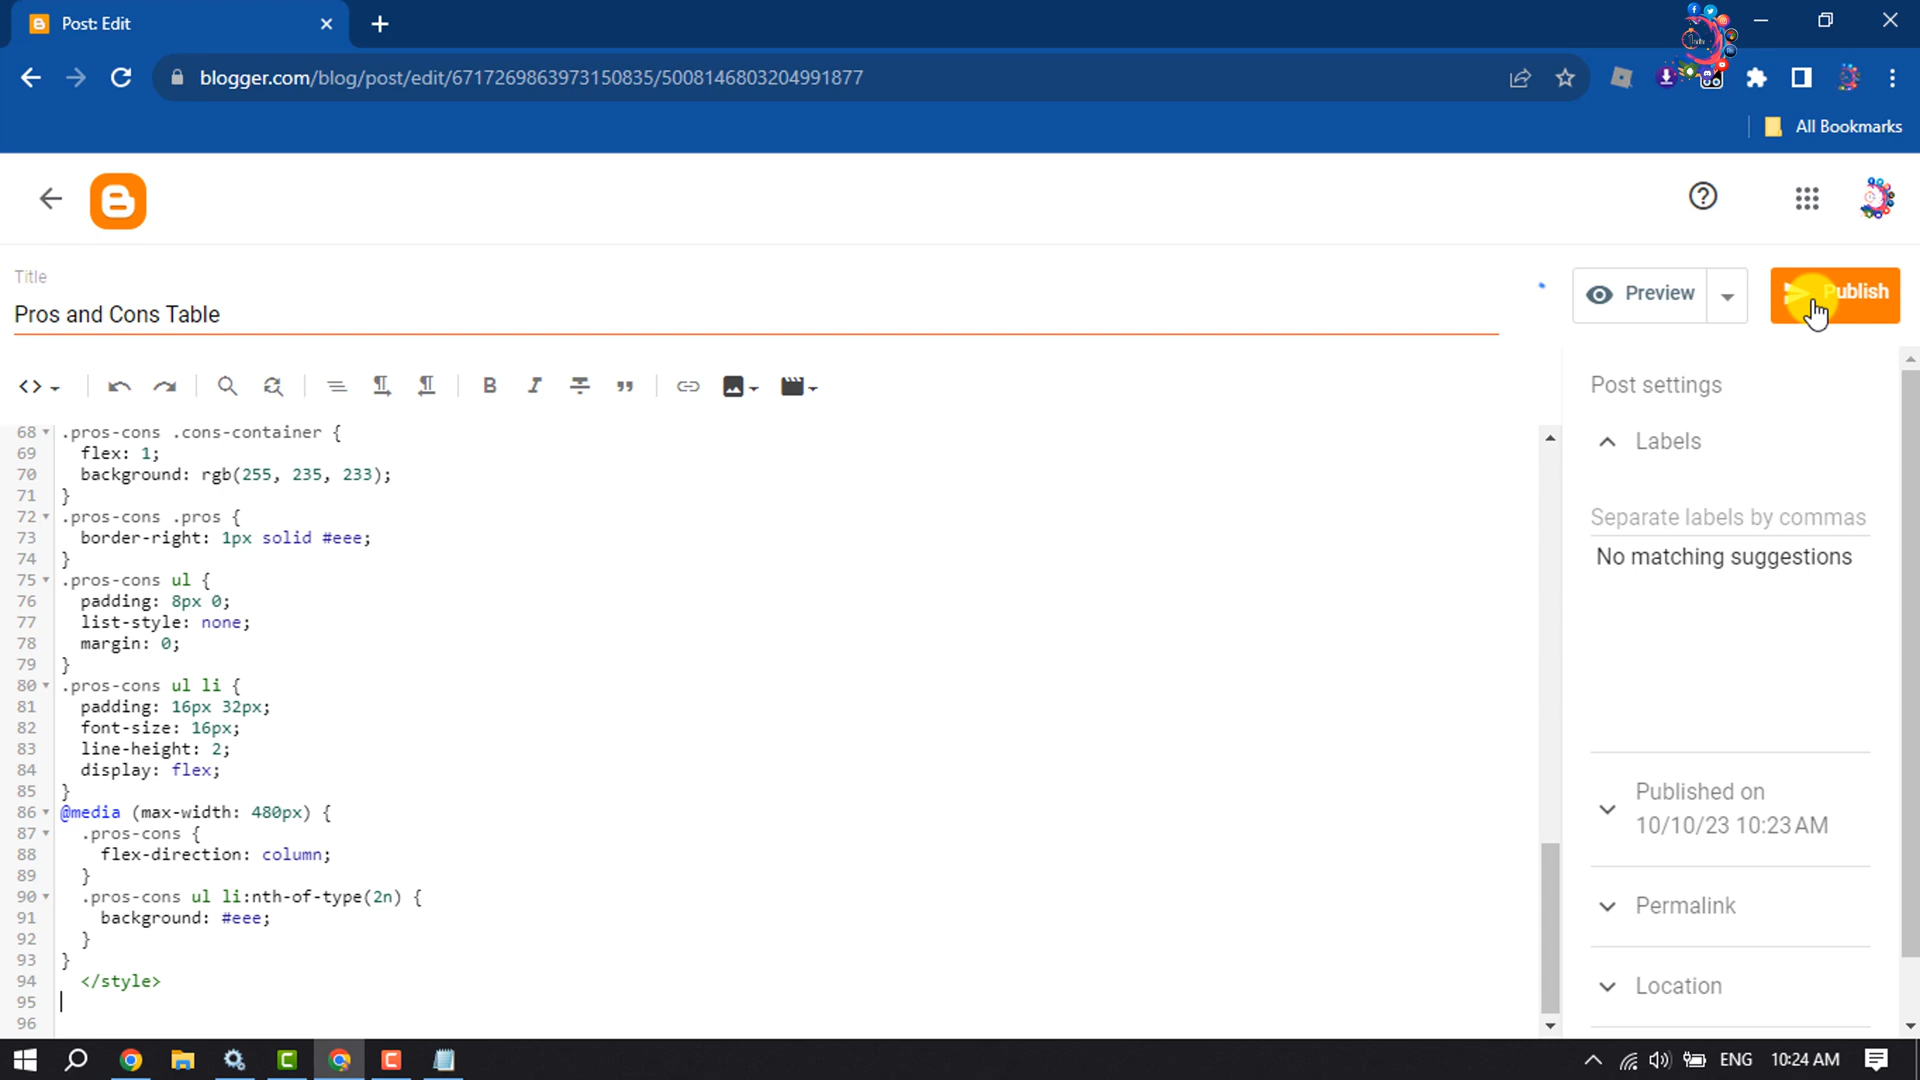 Post: Edit
blogger.com/blog/post/edit/6717269863973150835/5008146803204991877
All Bookmarks
Title
Preview
Publish
Pros and Cons Table
68 .pros-cons .cons-container {
69 flex: 1;
70 background: rgb(255, 235, 233);
71 }
72 .pros-cons .pros {
73 border-right: 1px solid #eee;
74 }
75 .pros-cons ul {
76 padding: 8px 0;
77 list-style: none;
78 margin: 0;
79 }
80 .pros-cons ul li {
81 padding: 16px 32px;
82 font-size: 16px;
83 line-height: 2;
84 display: flex;
85 }
86 @media (max-width: 480px) {
87 .pros-cons {
88 flex-direction: column;
89 }
90 .pros-cons ul li:nth-of-type(2n) {
91 background: #eee;
92 }
93 }
94 </style>
95
96
Post settings
Labels
Separate labels by commas
No matching suggestions
Published on
10/10/23 10:23 AM
Permalink
Location
ENG
10:24 AM